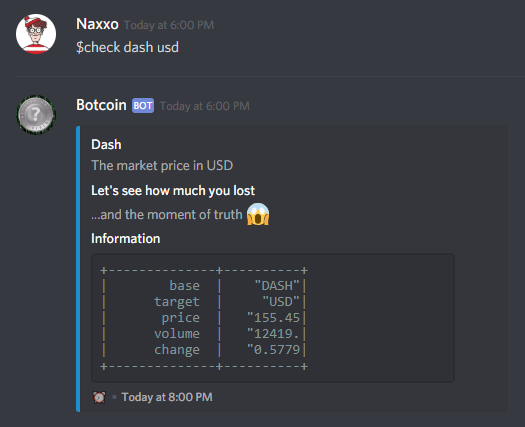 Naxxo Today at 6:00 PM
$check dash usd
Botcoin BOT Today at 6:00 PM
Dash
The market price in USD
Let's see how much you lost
...and the moment of truth 😱
Information
+--------------+----------+
|        base  |    "DASH"|
|      target  |     "USD"|
|       price  |   "155.45|
|      volume  |   "12419.|
|      change  |   "0.5779|
+--------------+----------+
⏰ • Today at 8:00 PM